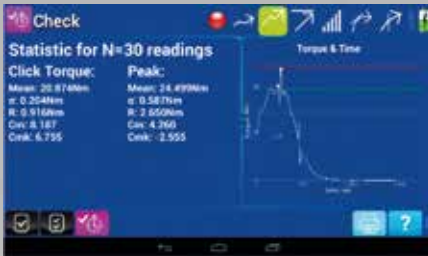 Check
Statistic for N=30 readings
Click Torque:
Mean: 20.874Nm
σ: 0.204Nm
R: 0.916Nm
Cm: 8.187
Cmk: 6.755
Peak:
Mean: 24.499Nm
σ: 0.587Nm
R: 2.650Nm
Cm: 4.260
Cmk: -2.555
Torque & Time
?